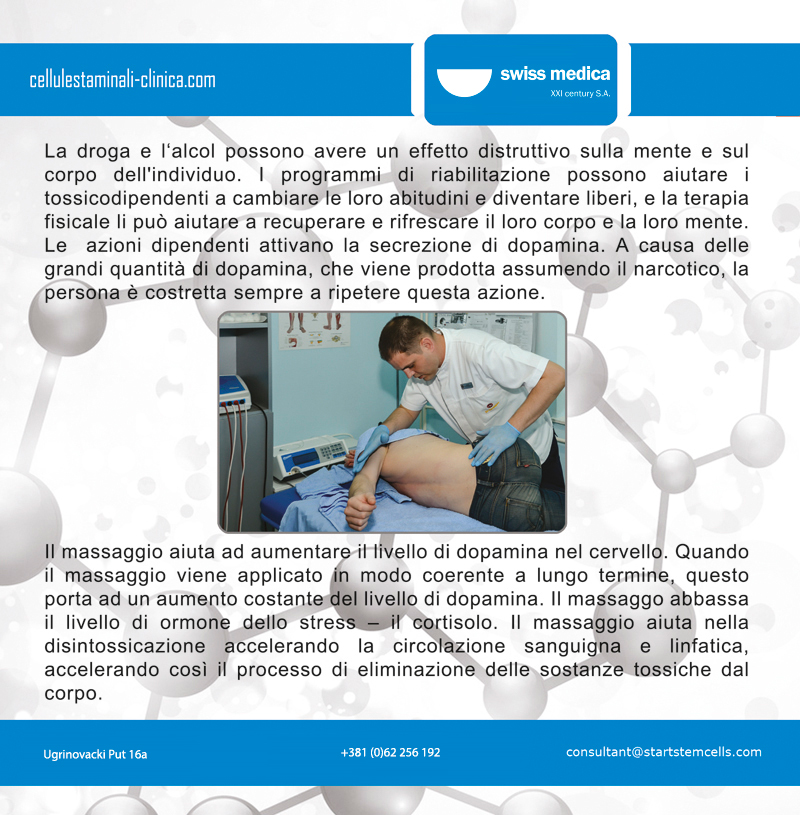 cellulestaminali-clinica.com
swiss medica
XXI century S.A.
La droga e l‘alcol possono avere un effetto distruttivo sulla mente e sul
corpo dell'individuo. I programmi di riabilitazione possono aiutare i
tossicodipendenti a cambiare le loro abitudini e diventare liberi, e la terapia
fisicale li può aiutare a recuperare e rifrescare il loro corpo e la loro mente.
Le azioni dipendenti attivano la secrezione di dopamina. A causa delle
grandi quantità di dopamina, che viene prodotta assumendo il narcotico, la
persona è costretta sempre a ripetere questa azione.
Il massaggio aiuta ad aumentare il livello di dopamina nel cervello. Quando
il massaggio viene applicato in modo coerente a lungo termine, questo
porta ad un aumento costante del livello di dopamina. Il massaggo abbassa
il livello di ormone dello stress – il cortisolo. Il massaggio aiuta nella
disintossicazione accelerando la circolazione sanguigna e linfatica,
accelerando così il processo di eliminazione delle sostanze tossiche dal
corpo.
Ugrinovacki Put 16a
+381 (0)62 256 192
consultant@startstemcells.com